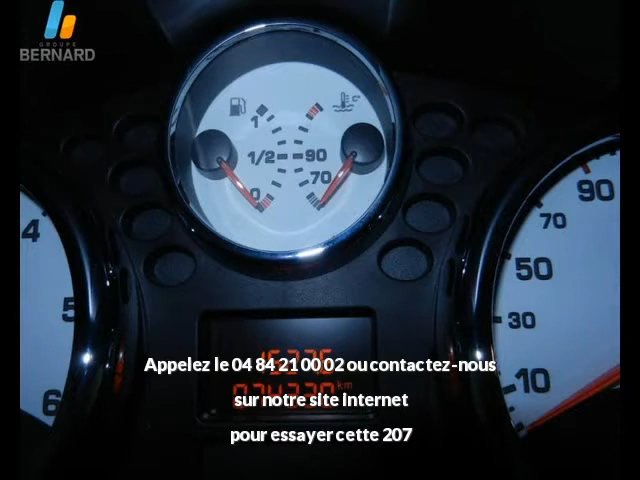 GROUPE
BERNARD
1
1/2
0
C°
90
70
4
5
6
90
70
50
30
10
km
Appelez le 04 84 21 00 02 ou contactez-nous
sur notre site internet
pour essayer cette 207